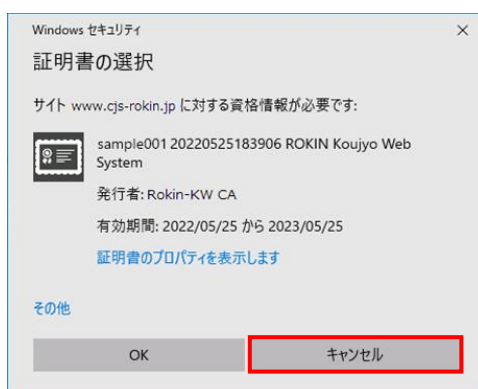 Windows セキュリティ
証明書の選択
サイト www.cjs-rokin.jp に対する資格情報が必要です:
sample001 20220525183906 ROKIN Koujyo Web
System
発行者: Rokin-KW CA
有効期間: 2022/05/25 から 2023/05/25
証明書のプロパティを表示します
その他
OK
キャンセル